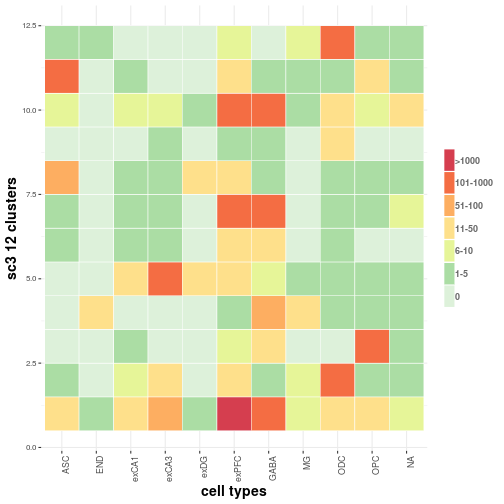 12.5
10.0
7.5
5.0
2.5
0.0
sc3 12 clusters
ASC
END
exCA1
exCA3
exDG
exPFC
GABA
MG
ODC
OPC
NA
cell types
>1000
101-1000
51-100
11-50
6-10
1-5
0